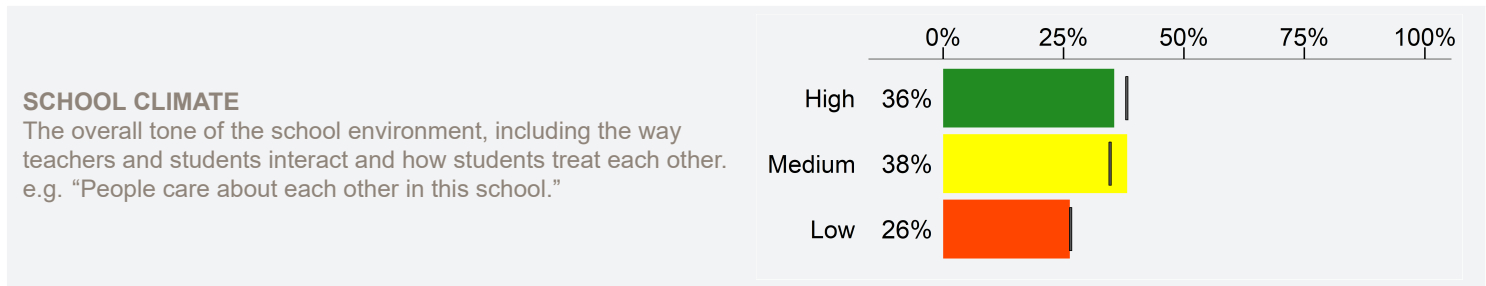 SCHOOL CLIMATE
The overall tone of the school environment, including the way
teachers and students interact and how students treat each other.
e.g. “People care about each other in this school.”
0% 25% 50% 75% 100%
High 36%
Medium 38%
Low 26%